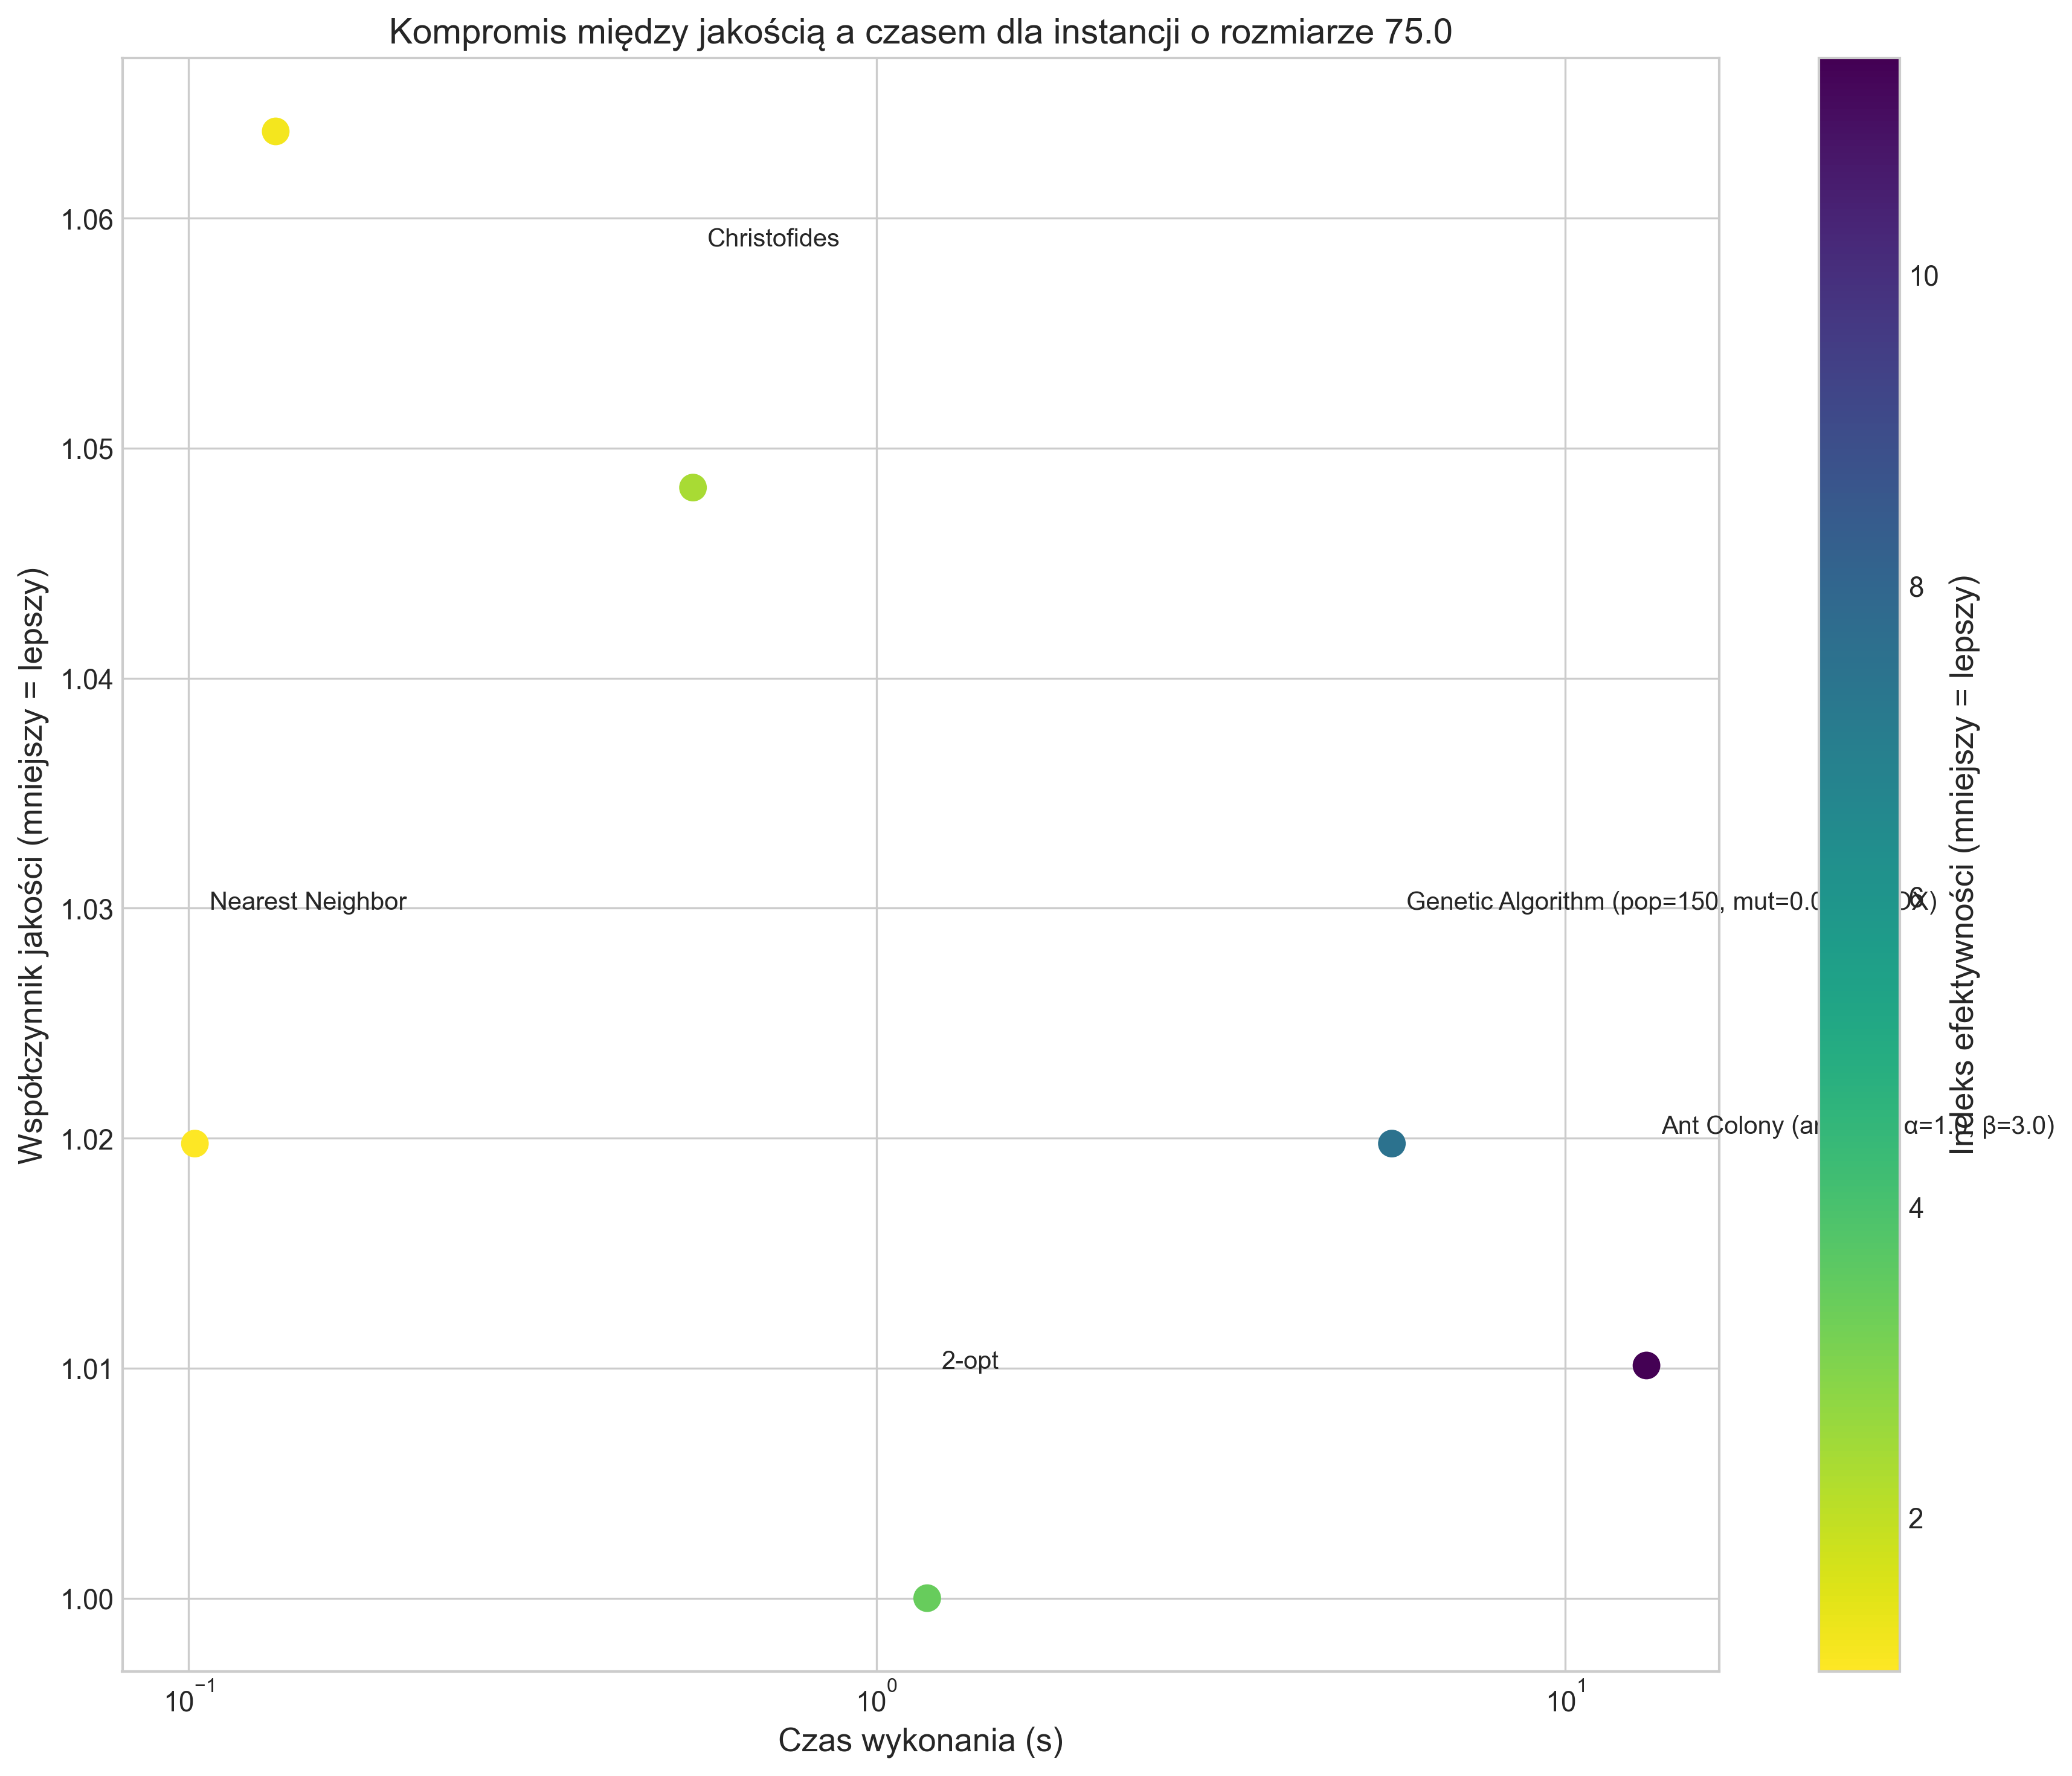 Kompromis między jakością a czasem dla instancji o rozmiarze 75.0
Współczynnik jakości (mniejszy = lepszy)
1.06
1.05
1.04
1.03
1.02
1.01
1.00
Christofides
Nearest Neighbor
Genetic Algorithm (pop=150, mut=0.0
Ant Colony
α=1.0, β=3.0)
2-opt
10⁻¹
10⁰
10¹
Czas wykonania (s)
10
8
6
4
2
Indeks efektywności (mniejszy = lepszy)